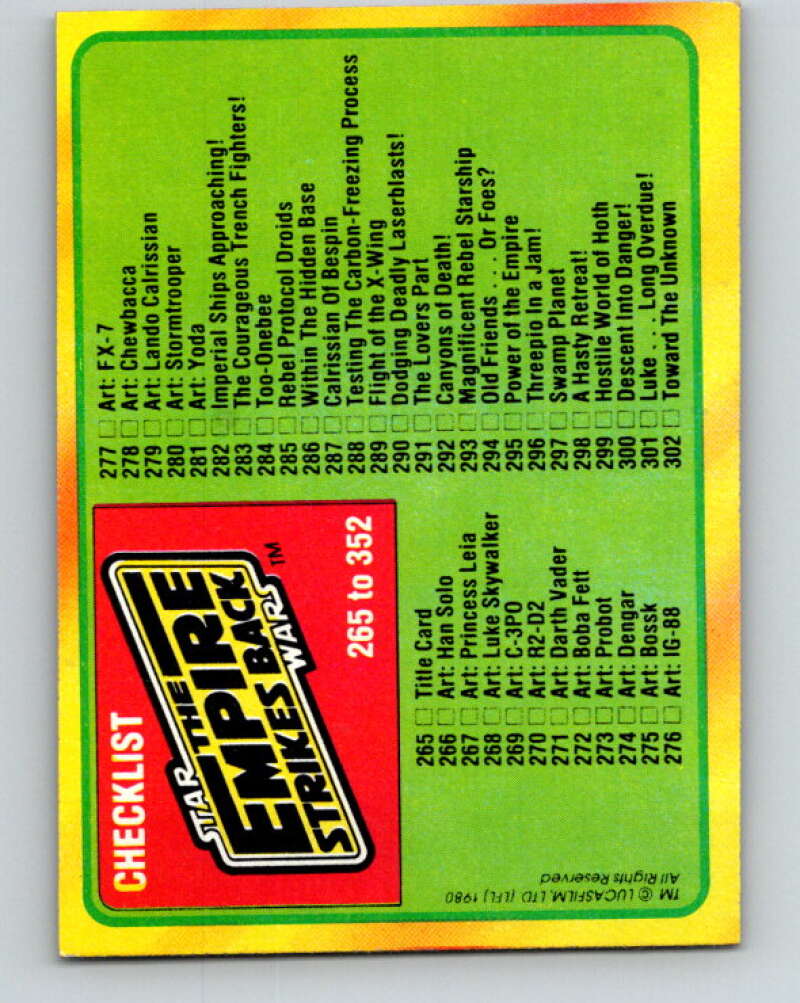 CHECKLIST
STAR
THE
EMPIRE
STRIKES BACK
WARS™
265 to 352
265 Title Card
266 Art: Han Solo
267 Art: Princess Leia
268 Art: Luke Skywalker
269 Art: C-3PO
270 Art: R2-D2
271 Art: Darth Vader
272 Art: Boba Fett
273 Art: Probot
274 Art: Dengar
275 Art: Bossk
276 Art: IG-88
277 Art: FX-7
278 Art: Chewbacca
279 Art: Lando Calrissian
280 Art: Stormtrooper
281 Art: Yoda
282 Imperial Ships Approaching!
283 The Courageous Trench Fighters!
284 Too-Onebee
285 Rebel Protocol Droids
286 Within The Hidden Base
287 Calrissian Of Bespin
288 Testing The Carbon-Freezing Process
289 Flight of the X-Wing
290 Dodging Deadly Laserblasts!
291 The Lovers Part
292 Canyons of Death!
293 Magnificent Rebel Starship
294 Old Friends . . . Or Foes?
295 Power of the Empire
296 Threepio In a Jam!
297 Swamp Planet
298 A Hasty Retreat!
299 Hostile World of Hoth
300 Descent Into Danger!
301 Luke . . . Long Overdue!
302 Toward The Unknown
TM © LUCASFILM, LTD (LFL) 1980
All Rights Reserved